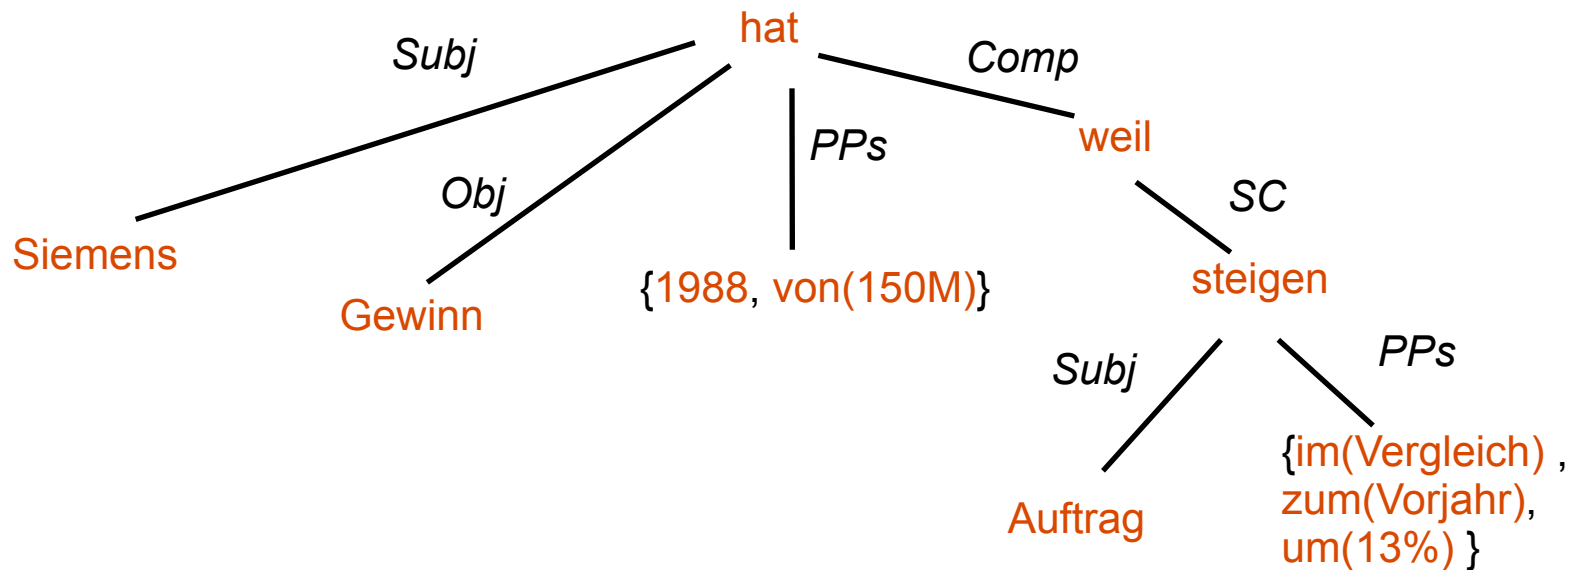 hat
Subj
Comp
weil
PPs
Obj
SC
Siemens
Gewinn
{1988, von(150M)}
steigen
Subj
PPs
Auftrag
{im(Vergleich) ,
zum(Vorjahr),
um(13%) }